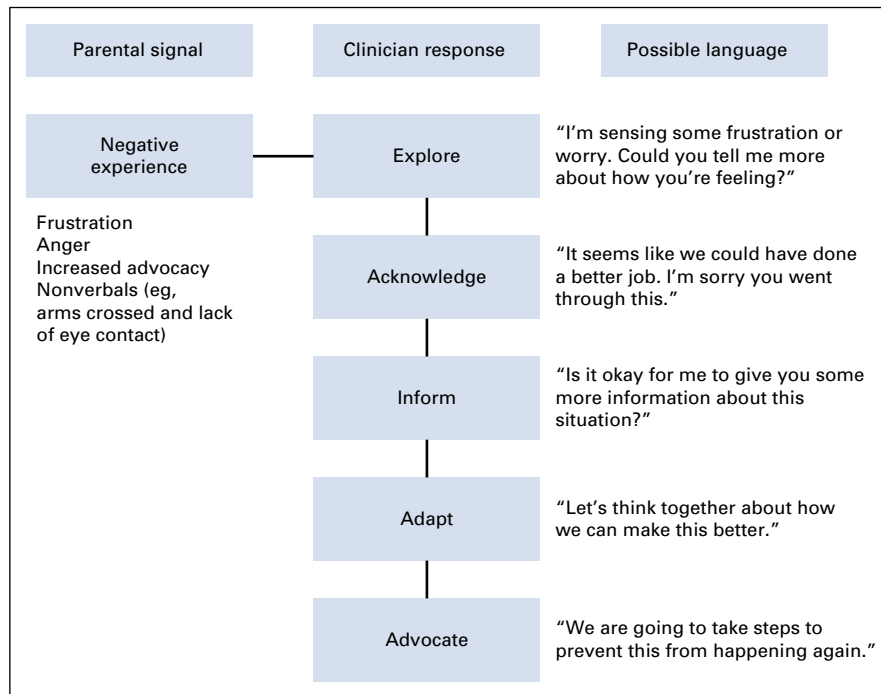 Parental signal
Clinician response
Possible language
Negative
experience
Frustration
Anger
Increased advocacy
Nonverbals (eg,
arms crossed and lack
of eye contact)
Explore
“I’m sensing some frustration or
worry. Could you tell me more
about how you’re feeling?”
Acknowledge
“It seems like we could have done
a better job. I’m sorry you went
through this.”
Inform
“Is it okay for me to give you some
more information about this
situation?”
Adapt
“Let’s think together about how
we can make this better.”
Advocate
“We are going to take steps to
prevent this from happening again.”